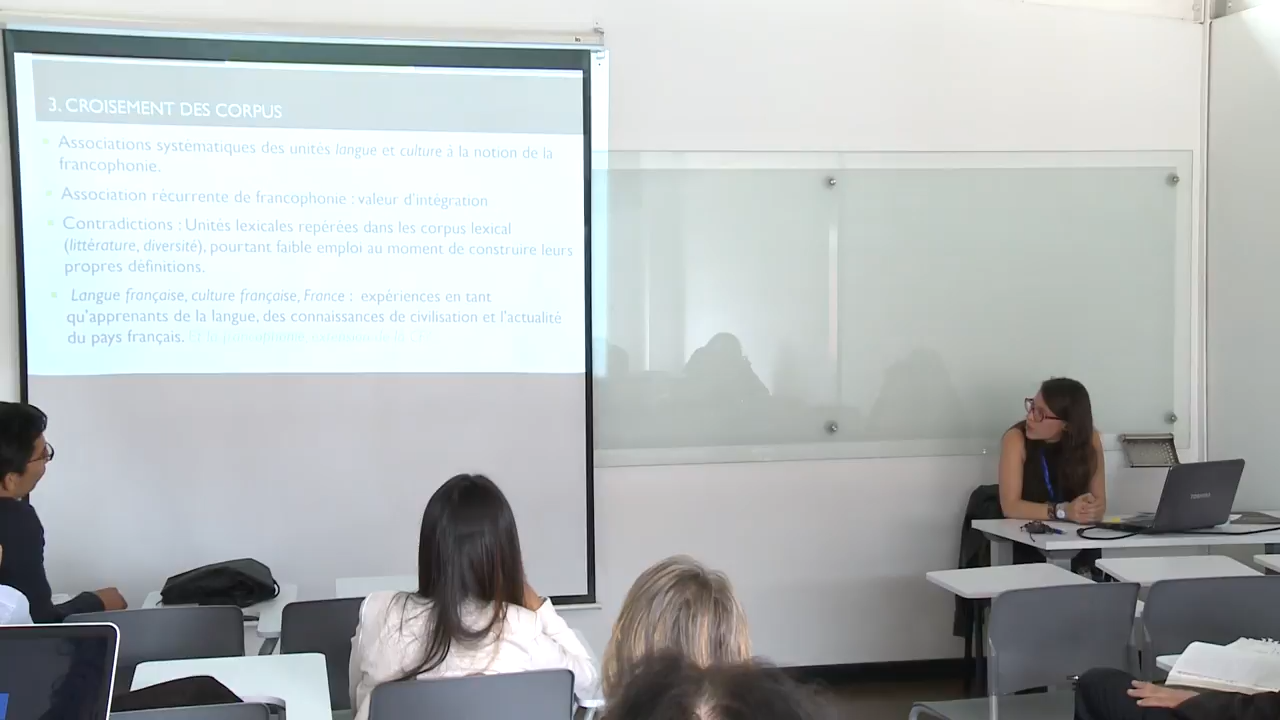 3. CROISEMENT DES CORPUS
Associations systématiques des unités langue et culture à la notion de la
francophonie.
Association récurrente de francophonie : valeur d'intégration
Contradictions : Unités lexicales repérées dans les corpus lexical
(littérature, diversité), pourtant faible emploi au moment de construire leurs
propres définitions.
Langue française, culture française, France : expériences en tant
qu'apprenants de la langue, des connaissances de civilisation et l'actualité
du pays français.
TOSHIBA